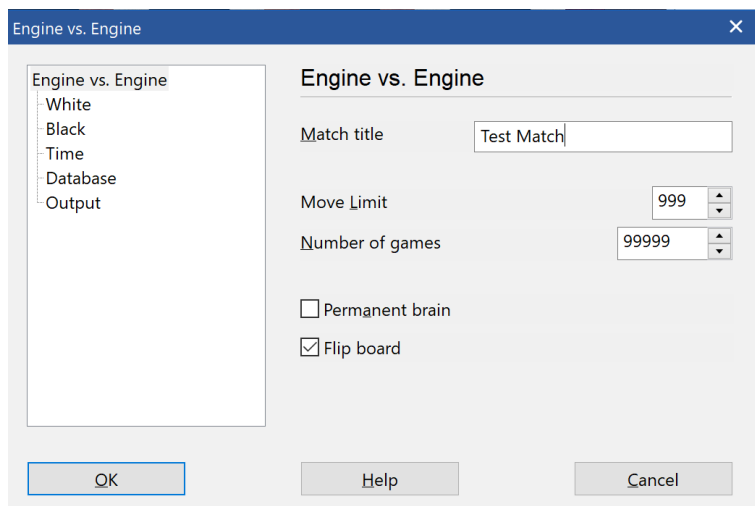 Engine vs. Engine
Engine vs. Engine
White
Black
Time
Database
Output
Engine vs. Engine
Match title Test Match
Move Limit 999
Number of games 99999
Permanent brain
Flip board
OK Help Cancel